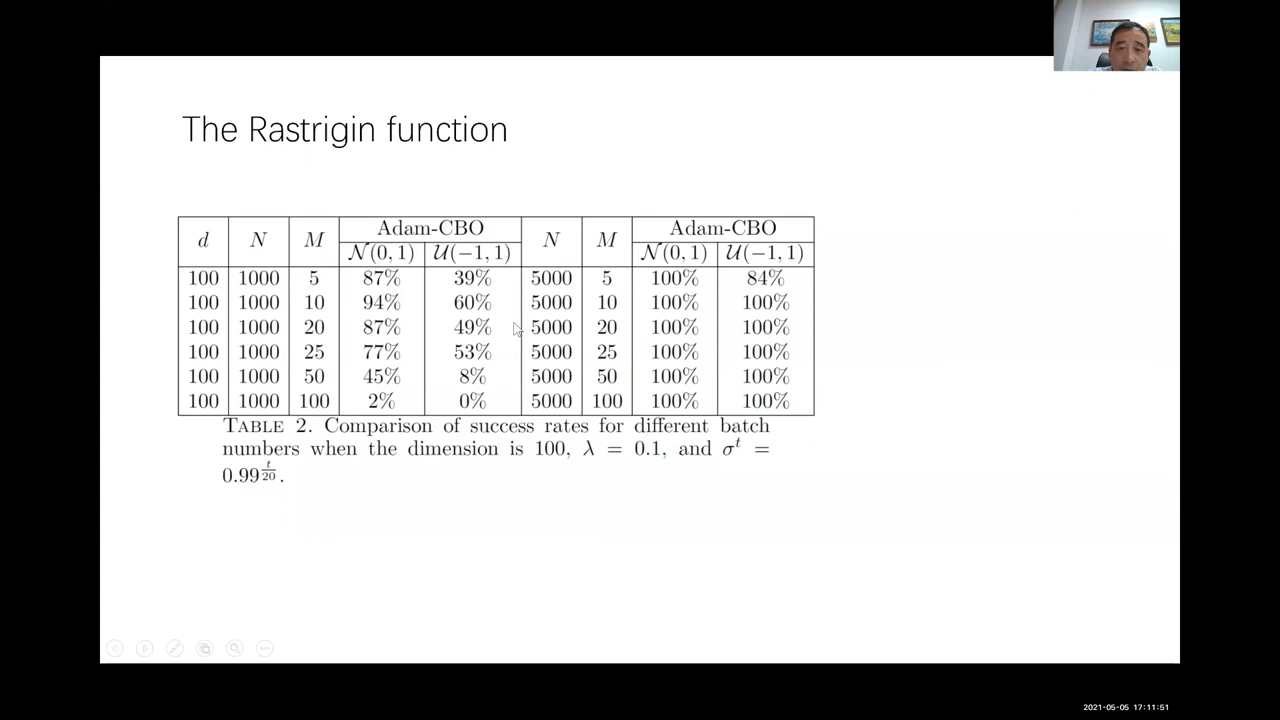 The Rastrigin function
d N M Adam-CBO N M Adam-CBO
𝒩(0, 1) 𝒰(−1, 1) 𝒩(0, 1) 𝒰(−1, 1)
100 1000 5 87% 39% 5000 5 100% 84%
100 1000 10 94% 60% 5000 10 100% 100%
100 1000 20 87% 49% 5000 20 100% 100%
100 1000 25 77% 53% 5000 25 100% 100%
100 1000 50 45% 8% 5000 50 100% 100%
100 1000 100 2% 0% 5000 100 100% 100%
TABLE 2. Comparison of success rates for different batch
numbers when the dimension is 100, λ = 0.1, and σ^t =
0.99^{t/20}.
2021-05-05 17:11:51